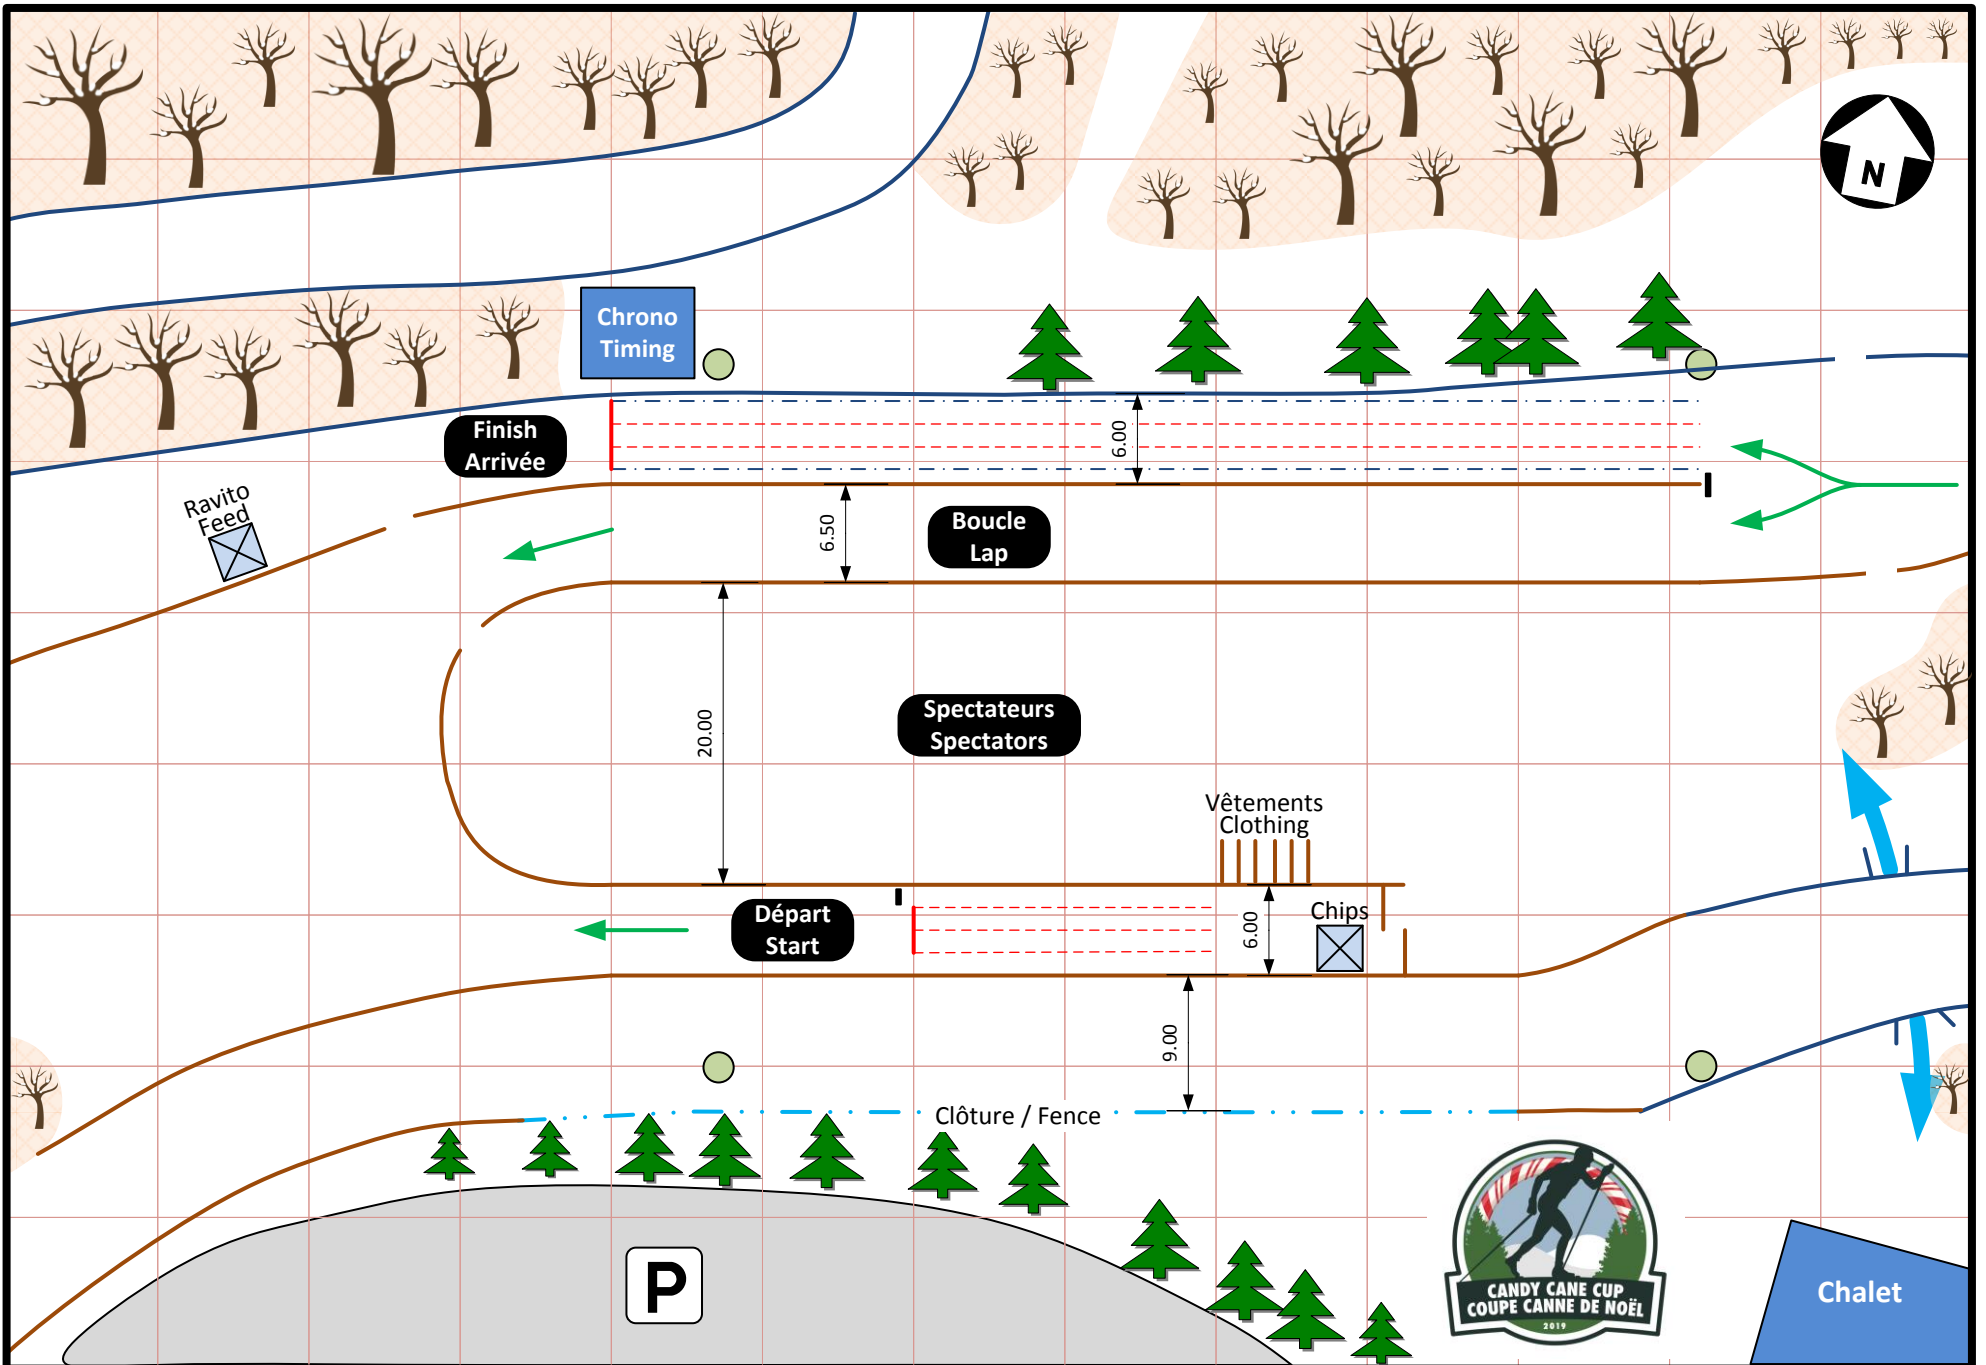 N
Chrono
Timing
Finish
Arrivée
6.00
Ravito
Feed
6.50
Boucle
Lap
20.00
Spectateurs
Spectators
Vêtements
Clothing
Départ
Start
6.00
Chips
9.00
Clôture / Fence
P
CANDY CANE CUP
COUPE CANNE DE NOËL
2019
Chalet